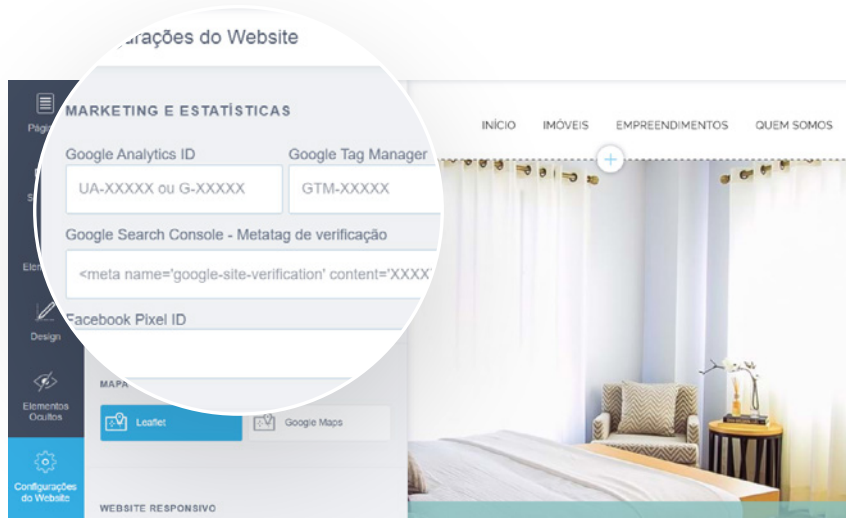 Configurações do Website
MARKETING E ESTATÍSTICAS
Google Analytics ID
Google Tag Manager
UA-XXXXX ou G-XXXXX
GTM-XXXXX
Google Search Console - Metatag de verificação
<meta name='google-site-verification' content='XXXX
Facebook Pixel ID
INÍCIO
IMÓVEIS
EMPREENDIMENTOS
QUEM SOMOS
Design
Elementos
Ocultos
Configurações
do Website
MAPA
Leaflet
Google Maps
WEBSITE RESPONSIVO